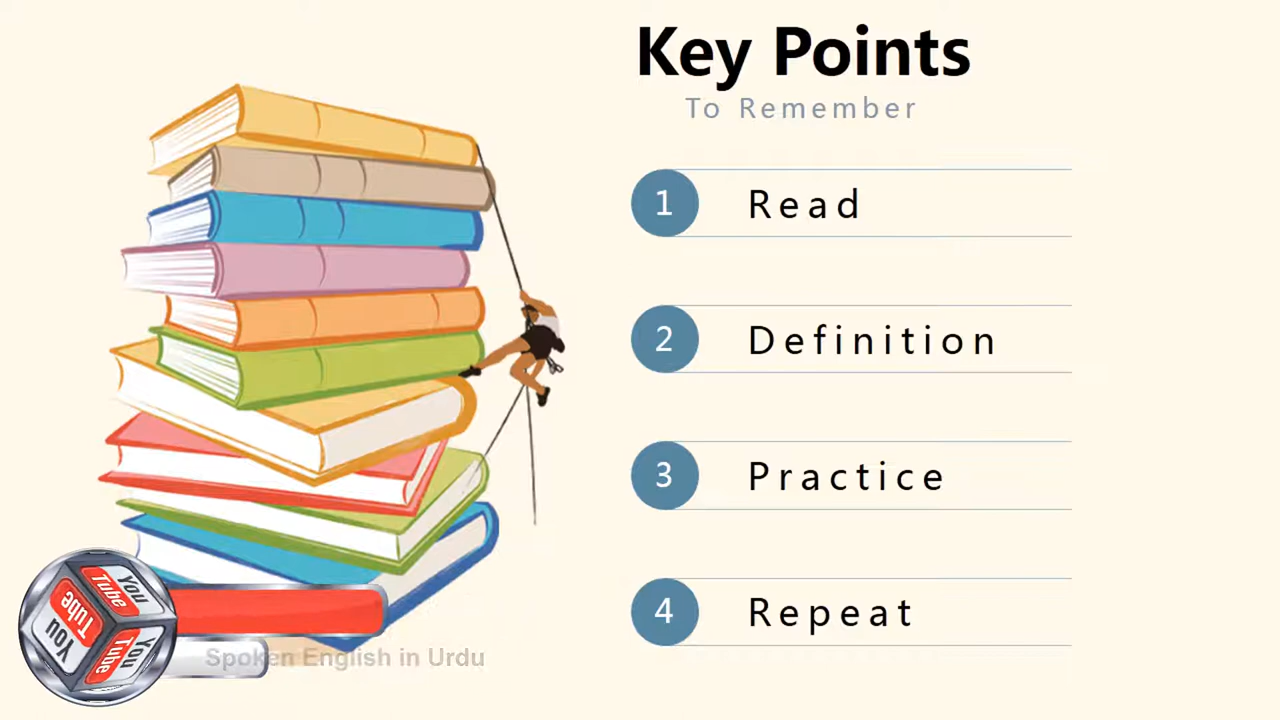 Key Points
To Remember
1 Read
2 Definition
3 Practice
4 Repeat
You Tube
You Tube
You Tube
Spoken English in Urdu